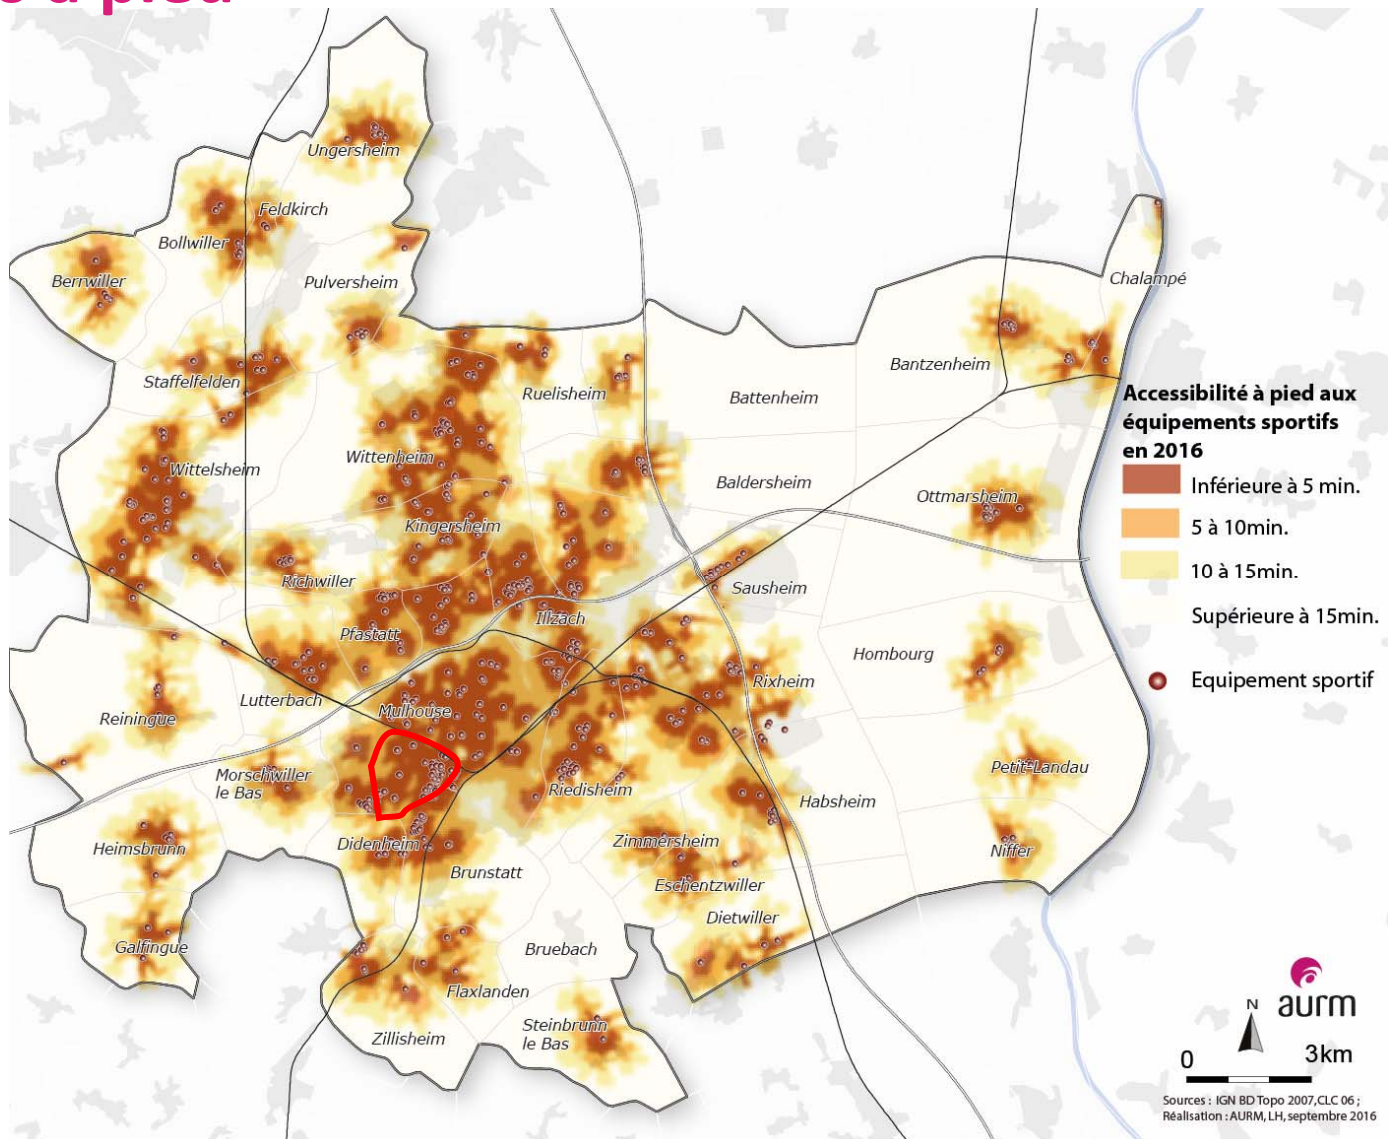 Ungersheim
Feldkirch
Bollwiller
Berrwiller
Pulversheim
Chalampé
Staffelfelden
Ruelisheim
Battenheim
Bantzenheim
Accessibilité à pied aux
équipements sportifs
en 2016
Inférieure à 5 min.
5 à 10min.
10 à 15min.
Supérieure à 15min.
Equipement sportif
Wittelsheim
Wittenheim
Baldersheim
Ottmarsheim
Kingersheim
Richwiller
Sausheim
Pfastatt
Illzach
Hombourg
Rixheim
Lutterbach
Mulhouse
Reiningue
Morschwiller
le Bas
Riedisheim
Petit-Landau
Habsheim
Heimsbrunn
Didenheim
Zimmersheim
Niffer
Brunstatt
Eschentzwiller
Dietwiller
Galfingue
Bruebach
Flaxlanden
Zillisheim
Steinbrunn
le Bas
aurm
N
0 3km
Sources : IGN BD Topo 2007,CLC 06 ;
Réalisation : AURM, LH, septembre 2016